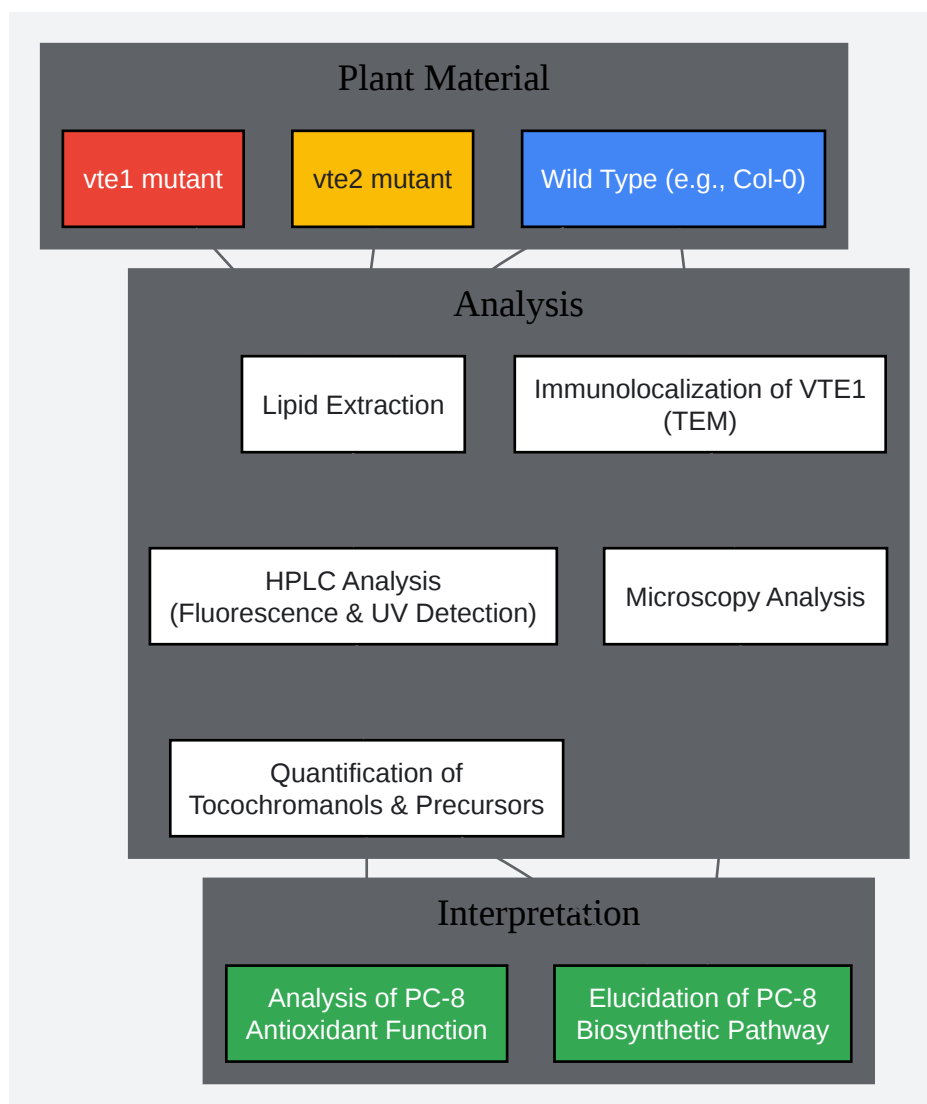 Plant Material
vte1 mutant
vte2 mutant
Wild Type (e.g., Col-0)
Analysis
Lipid Extraction
Immunolocalization of VTE1
(TEM)
HPLC Analysis
(Fluorescence & UV Detection)
Microscopy Analysis
Quantification of
Tocochromanols & Precursors
Interpretation
Analysis of PC-8
Antioxidant Function
Elucidation of PC-8
Biosynthetic Pathway